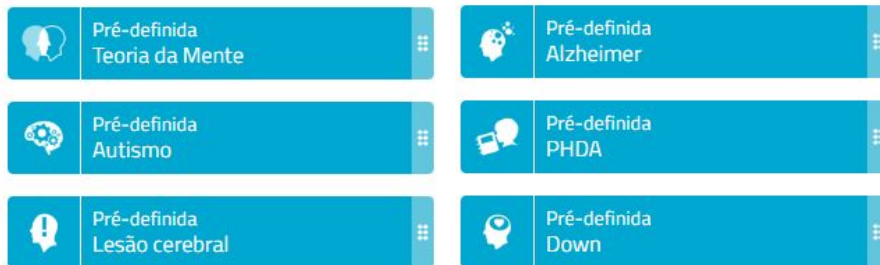 Pré-definida
Teoria da Mente
Pré-definida
Alzheimer
Pré-definida
Autismo
Pré-definida
PHDA
Pré-definida
Lesão cerebral
Pré-definida
Down